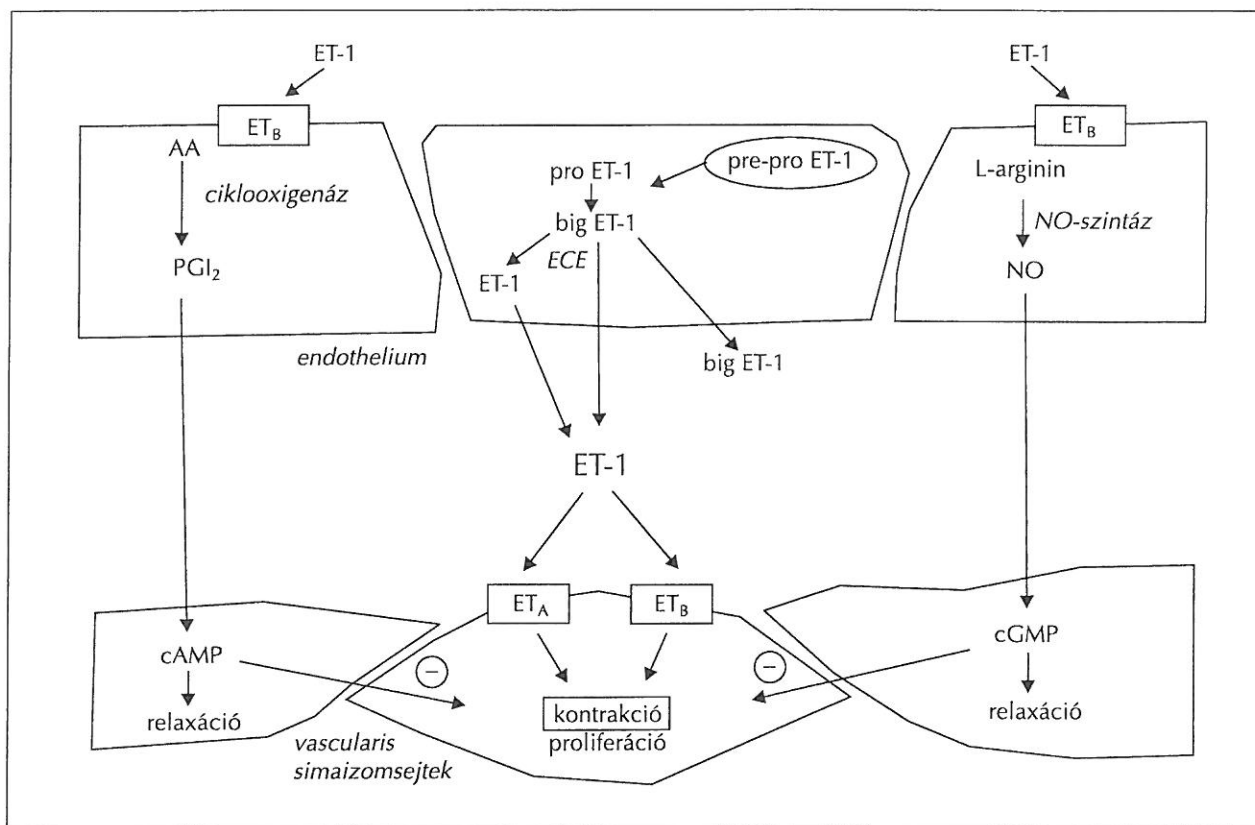 ET-1
ET-1
ET_B
ET_B
AA
ciklooxigenáz
PGI₂
pre-pro ET-1
pro ET-1
big ET-1
ECE
ET-1
L-arginin
NO-szintáz
NO
endothelium
big ET-1
ET-1
ET_A
ET_B
cAMP
relaxáció
−
−
kontrakció
proliferáció
cGMP
relaxáció
vascularis
simaizomsejtek